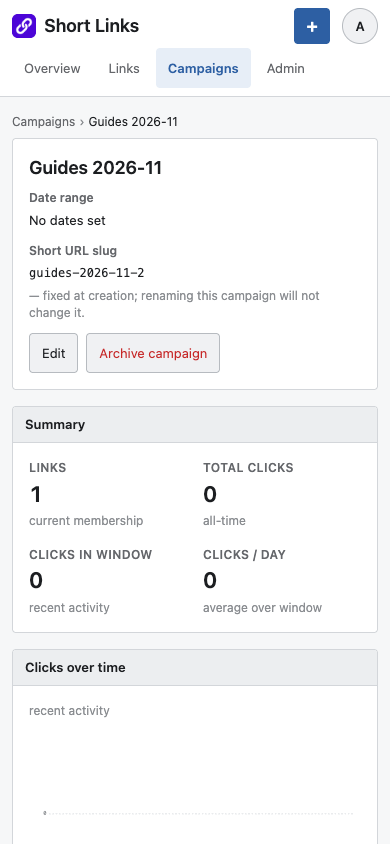 Short Links
+
A
Overview
Links
Campaigns
Admin
Campaigns › Guides 2026-11
Guides 2026-11
Date range
No dates set
Short URL slug
guides-2026-11-2
— fixed at creation; renaming this campaign will not
change it.
Edit
Archive campaign
Summary
LINKS
1
current membership
TOTAL CLICKS
0
all-time
CLICKS IN WINDOW
0
recent activity
CLICKS / DAY
0
average over window
Clicks over time
recent activity
0